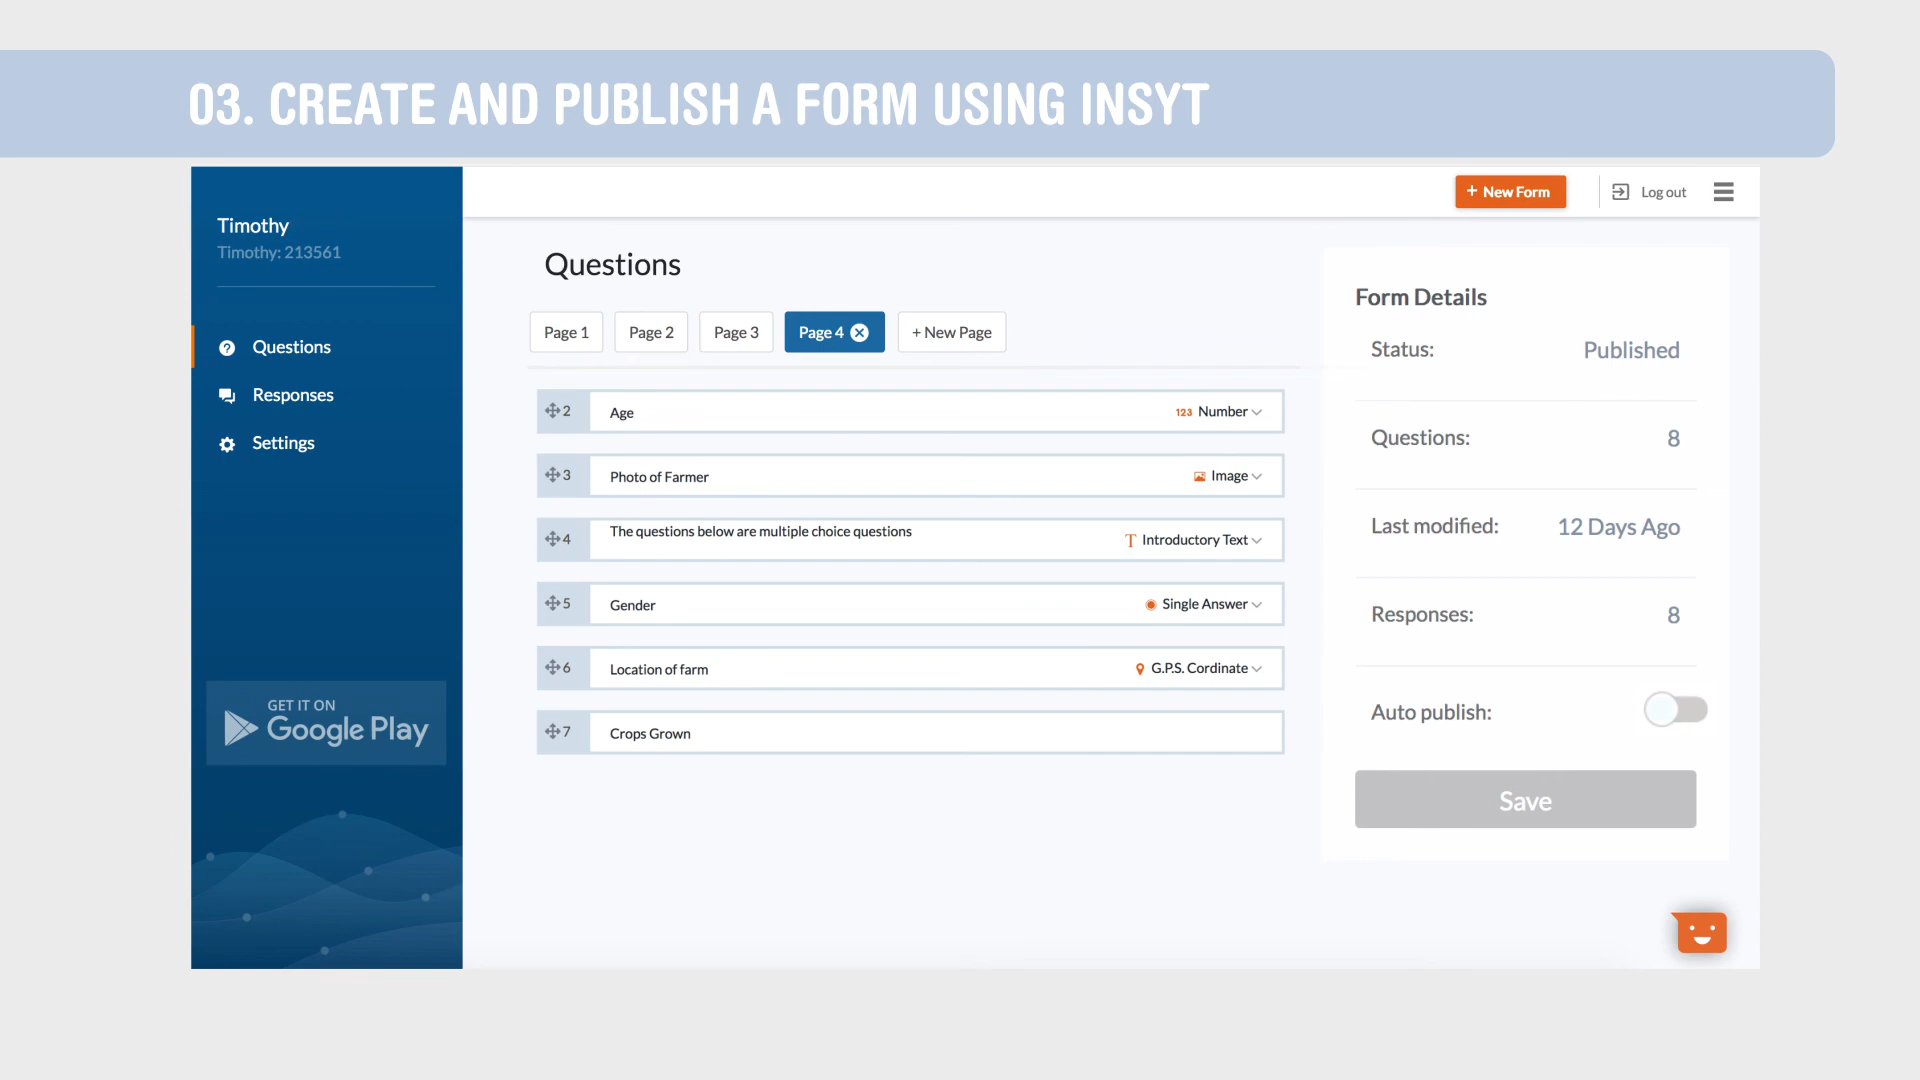 03. CREATE AND PUBLISH A FORM USING INSYT
+ New Form
Log out
Timothy
Timothy: 213561
Questions
Responses
Settings
GET IT ON
Google Play
Questions
Page 1
Page 2
Page 3
Page 4
+ New Page
2 Age 123 Number
3 Photo of Farmer Image
4 The questions below are multiple choice questions T Introductory Text
5 Gender Single Answer
6 Location of farm G.P.S. Cordinate
7 Crops Grown
Form Details
Status: Published
Questions: 8
Last modified: 12 Days Ago
Responses: 8
Auto publish:
Save